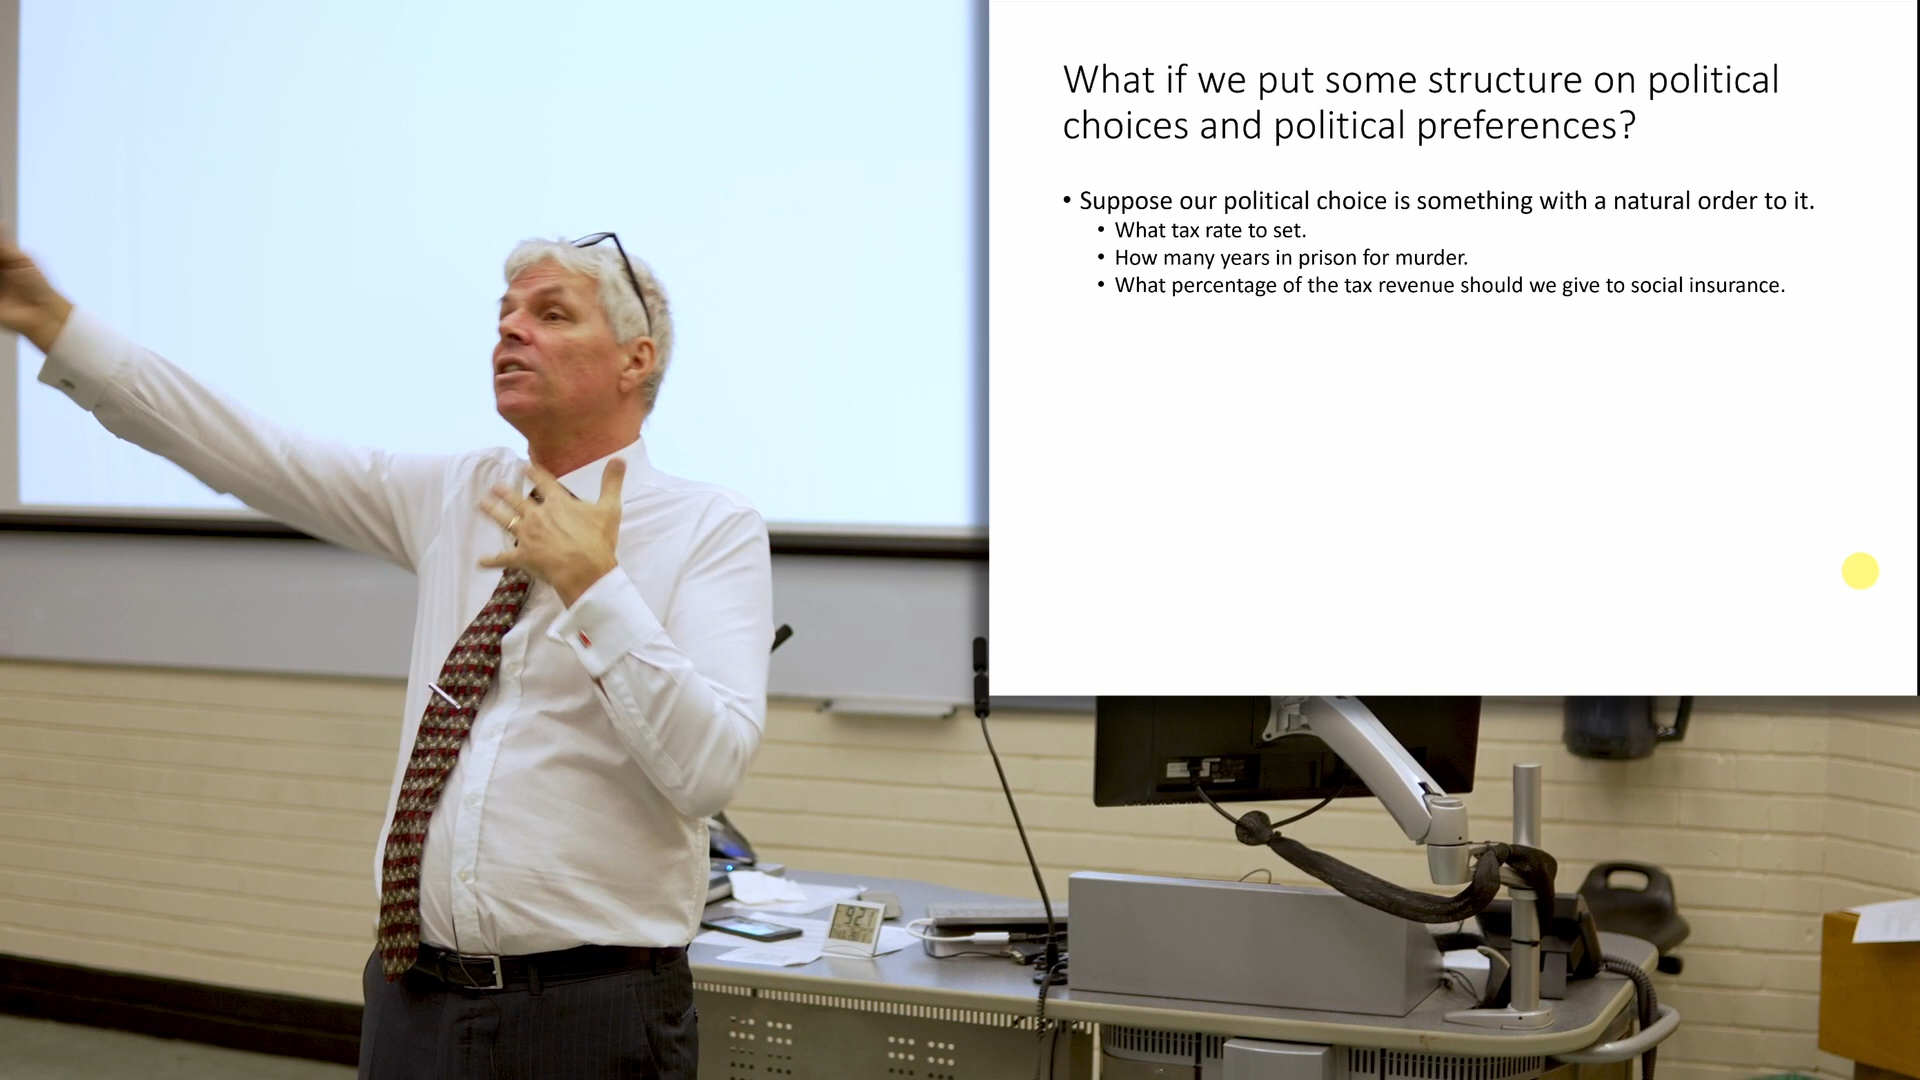 What if we put some structure on political
choices and political preferences?
• Suppose our political choice is something with a natural order to it.
• What tax rate to set.
• How many years in prison for murder.
• What percentage of the tax revenue should we give to social insurance.
9:21